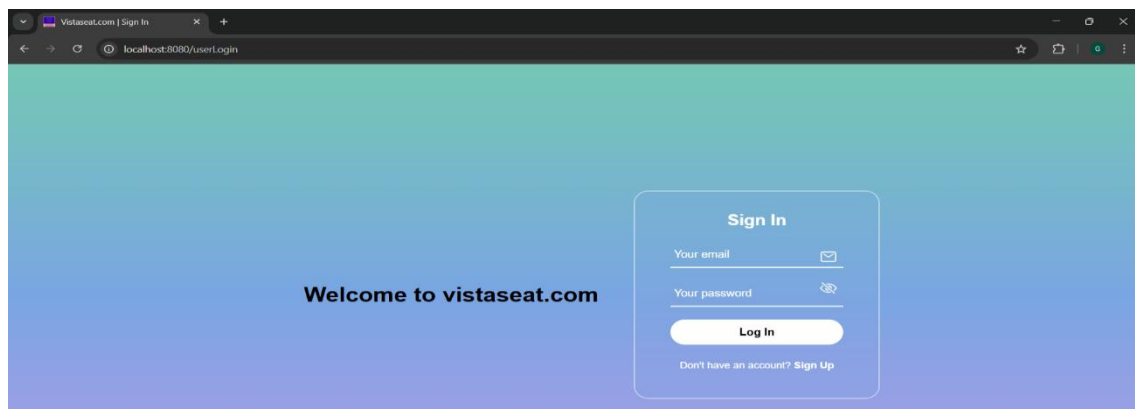 Vistaseat.com | Sign In
localhost:8080/userLogin
G
Sign In
Your email
Welcome to vistaseat.com
Your password
Log In
Don't have an account? Sign Up